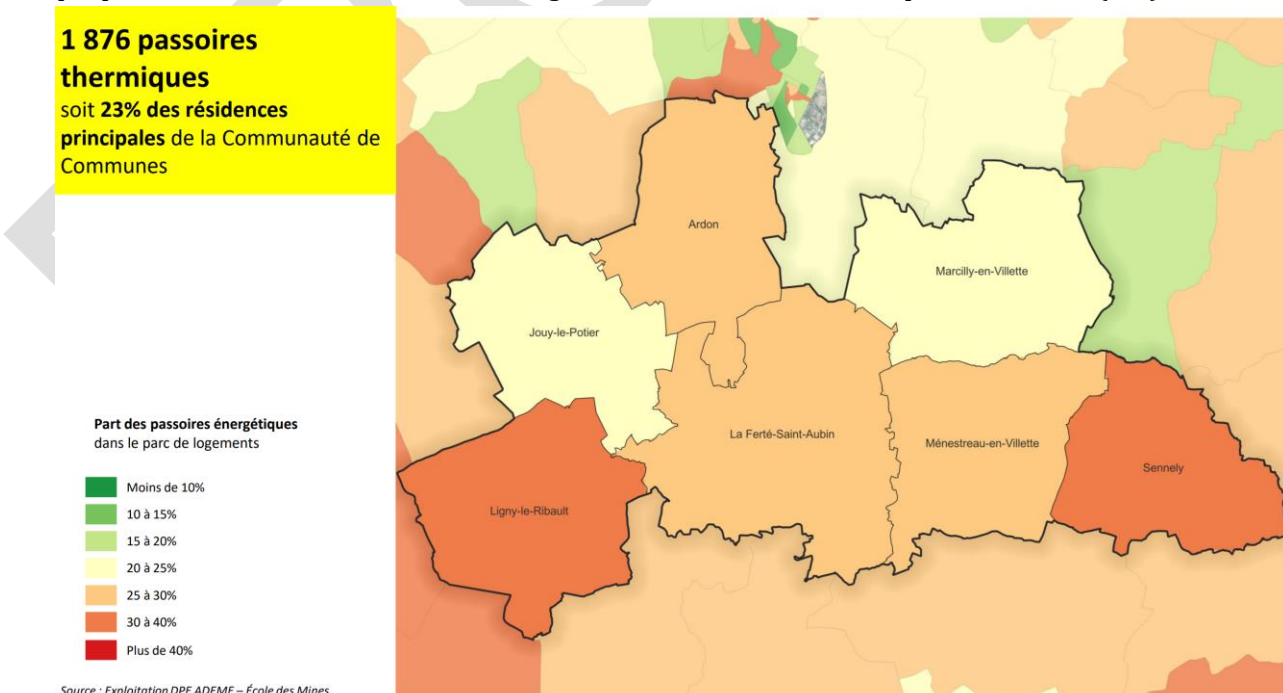 1 876 passoires
thermiques
soit 23% des résidences
principales de la Communauté de
Communes
Ardon
Marcilly-en-Villette
Jouy-le-Potier
La Ferté-Saint-Aubin
Ménestreau-en-Villette
Sennely
Ligny-le-Ribault
Part des passoires énergétiques
dans le parc de logements
Moins de 10%
10 à 15%
15 à 20%
20 à 25%
25 à 30%
30 à 40%
Plus de 40%
Source : Exploitation DPE ADEME – École des Mines